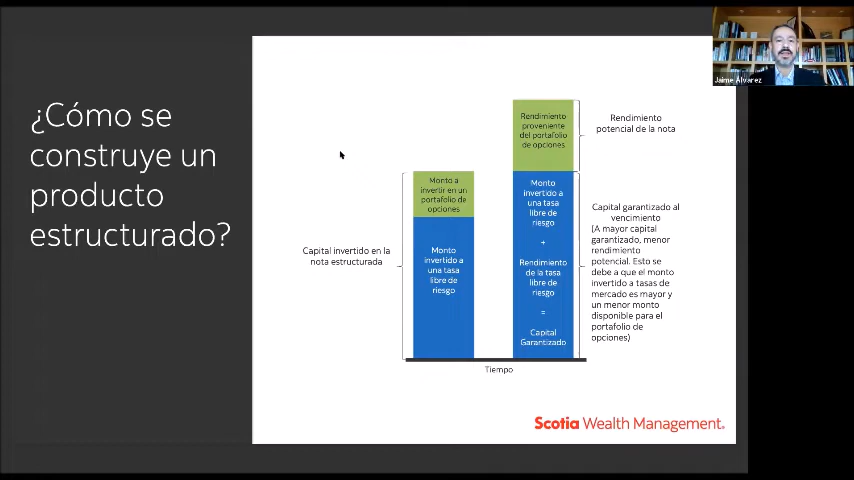 ¿Cómo se
construye un
producto
estructurado?
Capital invertido en la
nota estructurada
Monto a
invertir en un
portafolio de
opciones
Monto
invertido a
una tasa
libre de
riesgo
Rendimiento
proveniente
del portafolio
de opciones
Monto
invertido a
una tasa
libre de
riesgo
+
Rendimiento
de la tasa
libre de
riesgo
=
Capital
Garantizado
Rendimiento
potencial de la nota
Capital garantizado al
vencimiento
(A mayor capital
garantizado, menor
rendimiento
potencial. Esto se
debe a que el monto
invertido a tasas de
mercado es mayor y
un menor monto
disponible para el
portafolio de
opciones)
Tiempo
Scotia Wealth Management.
Jaime Álvarez